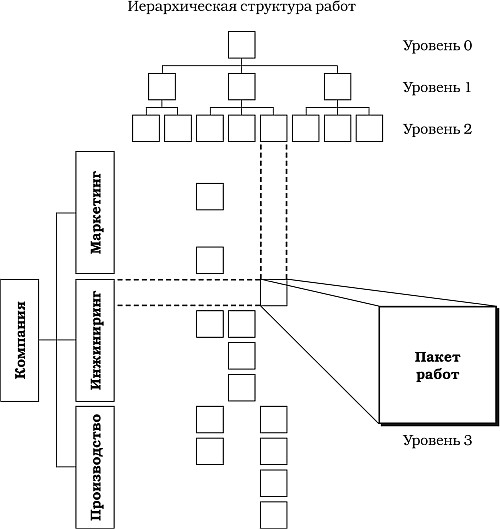 Иерархическая структура работ
Уровень 0
Уровень 1
Уровень 2
Маркетинг
Компания
Инжиниринг
Пакет
работ
Уровень 3
Производство